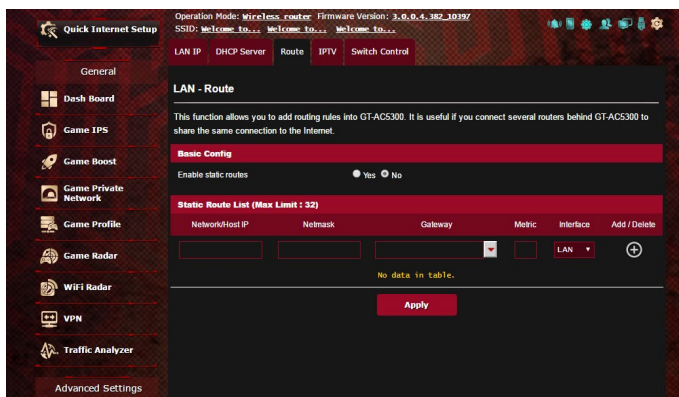 Quick Internet Setup
General
Dash Board
Game IPS
Game Boost
Game Private
Network
Game Profile
Game Radar
WiFi Radar
VPN
Traffic Analyzer
Advanced Settings
Operation Mode: Wireless router Firmware Version: 3.0.0.4.382_10397
SSID: Welcome to... Welcome to... Welcome to...
LAN IP DHCP Server Route IPTV Switch Control
LAN - Route
This function allows you to add routing rules into GT-AC5300. It is useful if you connect several routers behind GT-AC5300 to
share the same connection to the Internet.
Basic Config
Enable static routes Yes No
Static Route List (Max Limit : 32)
Network/Host IP Netmask Gateway Metric Interface Add / Delete
LAN
No data in table.
Apply